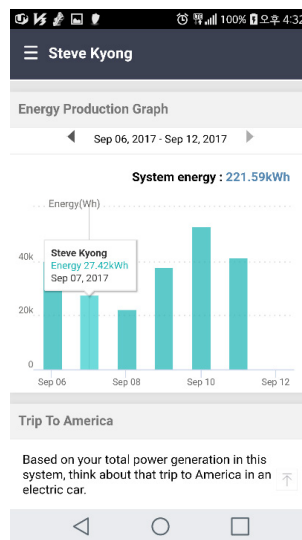 100% 오후 4:32
Steve Kyong
Energy Production Graph
Sep 06, 2017 - Sep 12, 2017
System energy : 221.59kWh
Energy(Wh)
Steve Kyong
Energy 27.42kWh
Sep 07, 2017
40k
20k
0
Sep 06 Sep 08 Sep 10 Sep 12
Trip To America
Based on your total power generation in this
system, think about that trip to America in an
electric car.